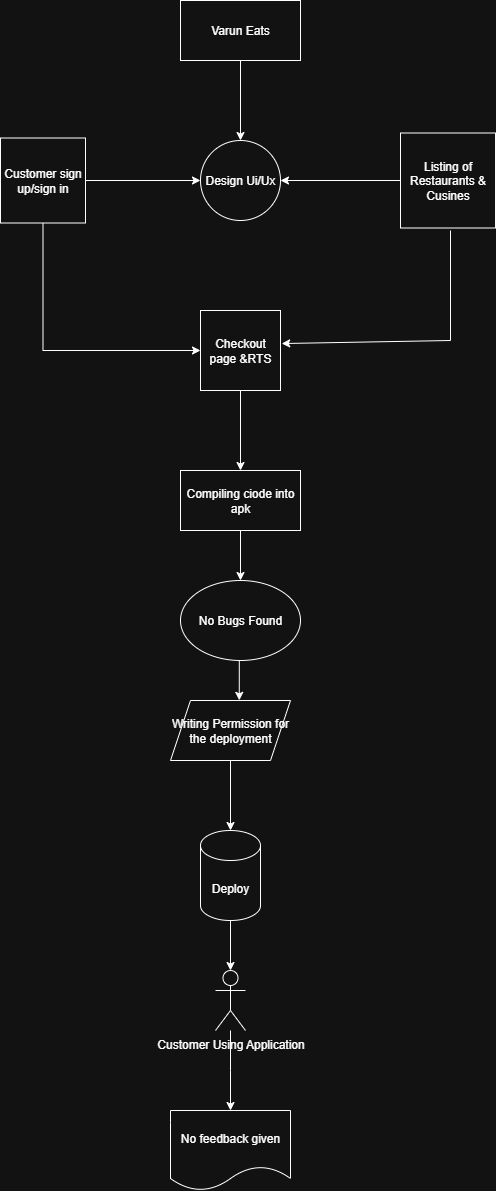 Varun Eats
Customer sign
up/sign in
Design Ui/Ux
Listing of
Restaurants &
Cusines
Checkout
page &RTS
Compiling ciode into
apk
No Bugs Found
Writing Permission for
the deployment
Deploy
Customer Using Application
No feedback given